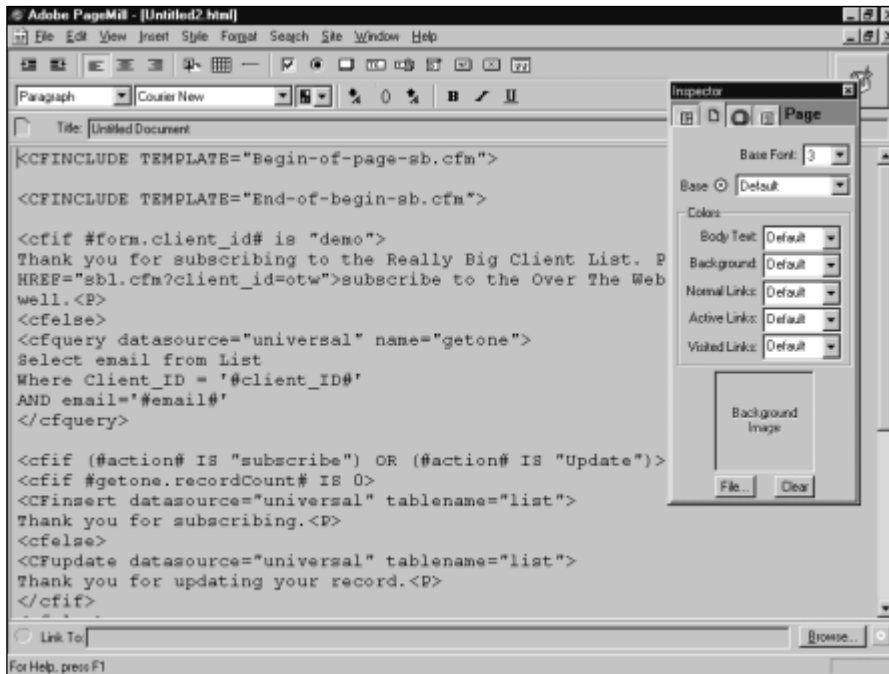 Adobe PageMill - [Untitled2.html]
File Edit View Insert Style Format Search Site Window Help
Paragraph Courier New
Title: Untitled Document
<CFINCLUDE TEMPLATE="Begin-of-page-sb.cfm">
<CFINCLUDE TEMPLATE="End-of-begin-sb.cfm">
<cfif #form.client_id# is "demo">
Thank you for subscribing to the Really Big Client List. P
HREF="sb1.cfm?client_id=otw">subscribe to the Over The Web
well.<P>
<cfelse>
<cfquery datasource="universal" name="getone">
Select email from List
Where Client_ID = '#client_ID#'
AND email='#email#'
</cfquery>
<cfif (#action# IS "subscribe") OR (#action# IS "Update")>
<cfif #getone.recordCount# IS 0>
<CFinsert datasource="universal" tablename="list">
Thank you for subscribing.<P>
<cfelse>
<CFupdate datasource="universal" tablename="list">
Thank you for updating your record.<P>
</cfif>
Inspector
Page
Base Font: 3
Base Default
Colors
Body Text: Default
Background: Default
Normal Links: Default
Active Links: Default
Visited Links: Default
Background
Image
File... Clear
Link To: Browse...
For Help, press F1